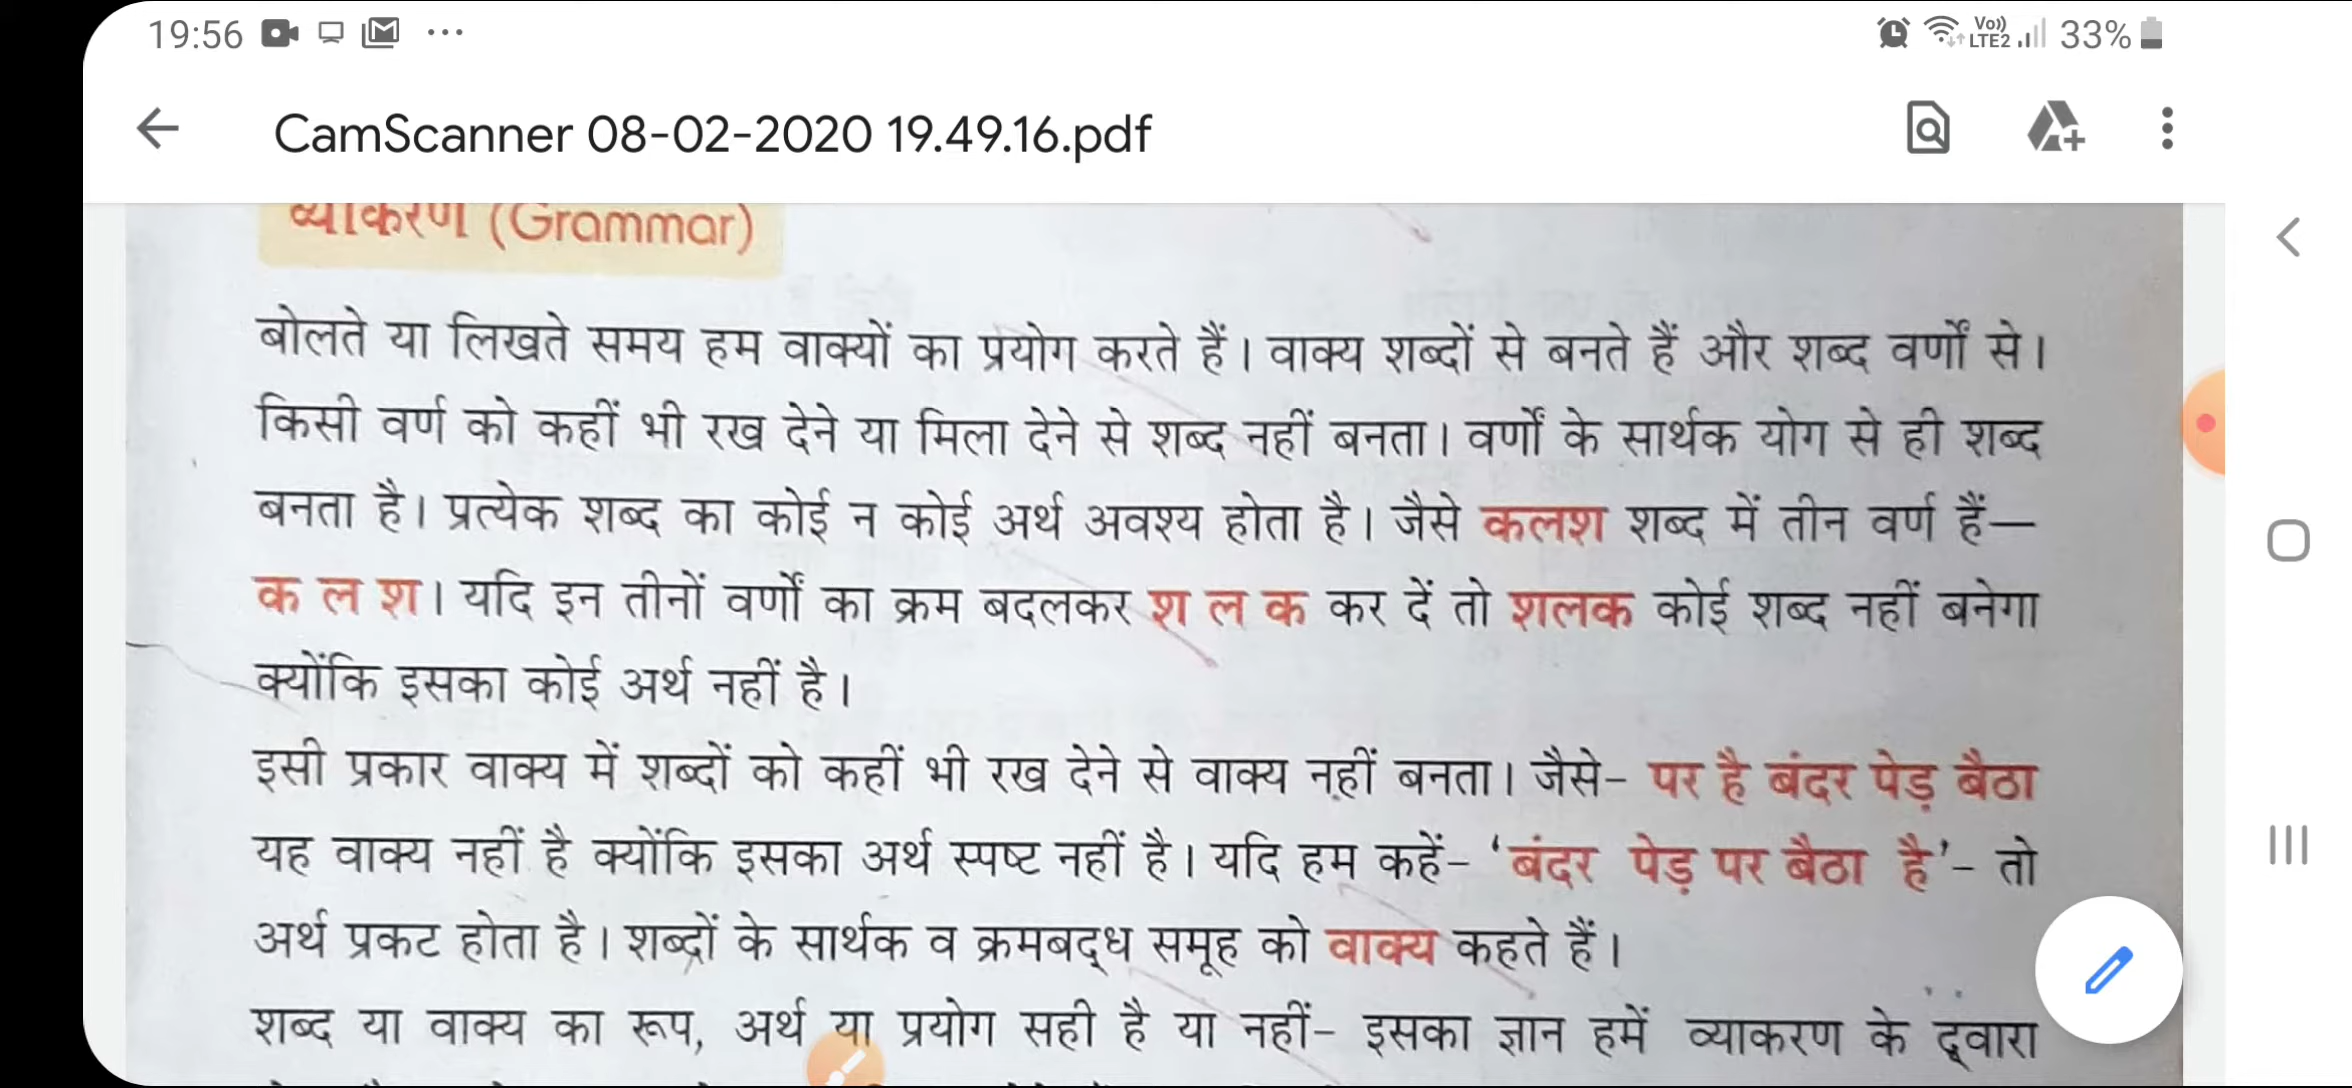 19:56
Vo)) LTE2 33%
CamScanner 08-02-2020 19.49.16.pdf
व्याकरण (Grammar)
बोलते या लिखते समय हम वाक्यों का प्रयोग करते हैं। वाक्य शब्दों से बनते हैं और शब्द वर्णों से।
किसी वर्ण को कहीं भी रख देने या मिला देने से शब्द नहीं बनता। वर्णों के सार्थक योग से ही शब्द
बनता है। प्रत्येक शब्द का कोई न कोई अर्थ अवश्य होता है। जैसे कलश शब्द में तीन वर्ण हैं—
क ल श। यदि इन तीनों वर्णों का क्रम बदलकर श ल क कर दें तो शलक कोई शब्द नहीं बनेगा
क्योंकि इसका कोई अर्थ नहीं है।
इसी प्रकार वाक्य में शब्दों को कहीं भी रख देने से वाक्य नहीं बनता। जैसे– पर है बंदर पेड़ बैठा
यह वाक्य नहीं है क्योंकि इसका अर्थ स्पष्ट नहीं है। यदि हम कहें– ‘बंदर पेड़ पर बैठा है’– तो
अर्थ प्रकट होता है। शब्दों के सार्थक व क्रमबद्ध समूह को वाक्य कहते हैं।
शब्द या वाक्य का रूप, अर्थ या प्रयोग सही है या नहीं– इसका ज्ञान हमें व्याकरण के द्वारा